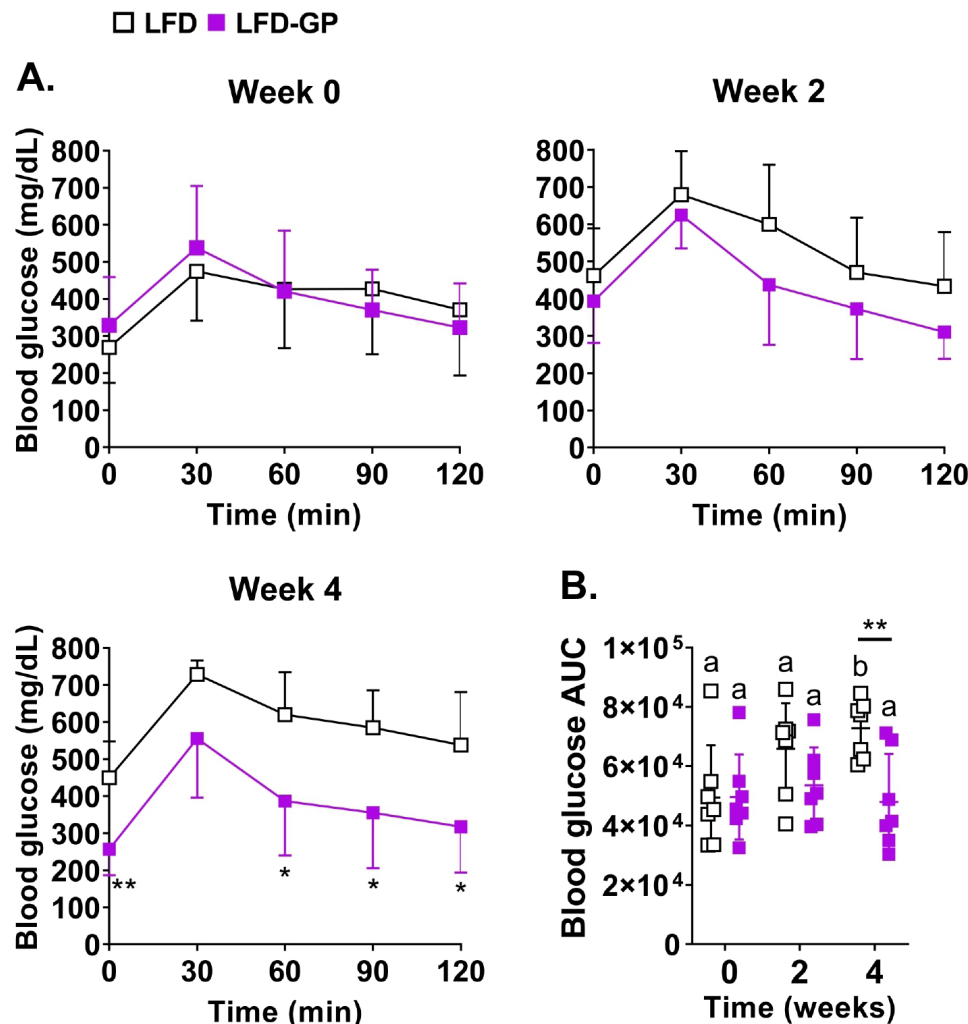 LFD LFD-GP
A.
Week 0
Blood glucose (mg/dL)
800
700
600
500
400
300
200
100
0
0 30 60 90 120
Time (min)
Week 2
800
700
600
500
400
300
200
100
0
0 30 60 90 120
Time (min)
Week 4
Blood glucose (mg/dL)
800
700
600
500
400
300
200
100
0
** * * *
0 30 60 90 120
Time (min)
B.
Blood glucose AUC
1×10⁵
8×10⁴
6×10⁴
4×10⁴
2×10⁴
0
**
a a a a b a
0 2 4
Time (weeks)